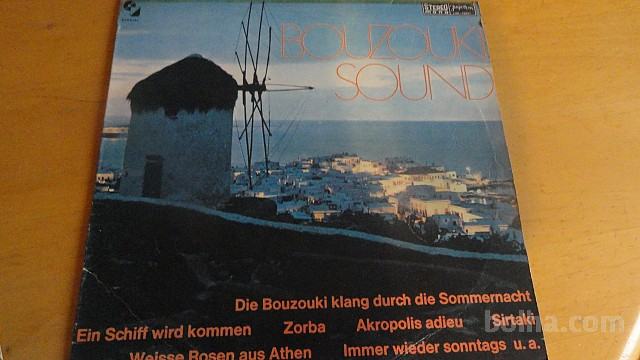 STEREO
BOUZOUKI
SOUND
Die Bouzouki klang durch die Sommernacht
Ein Schiff wird kommen Zorba Akropolis adieu Sirtaki
Weisse Rosen aus Athen Immer wieder sonntags u.a.
bolha.com